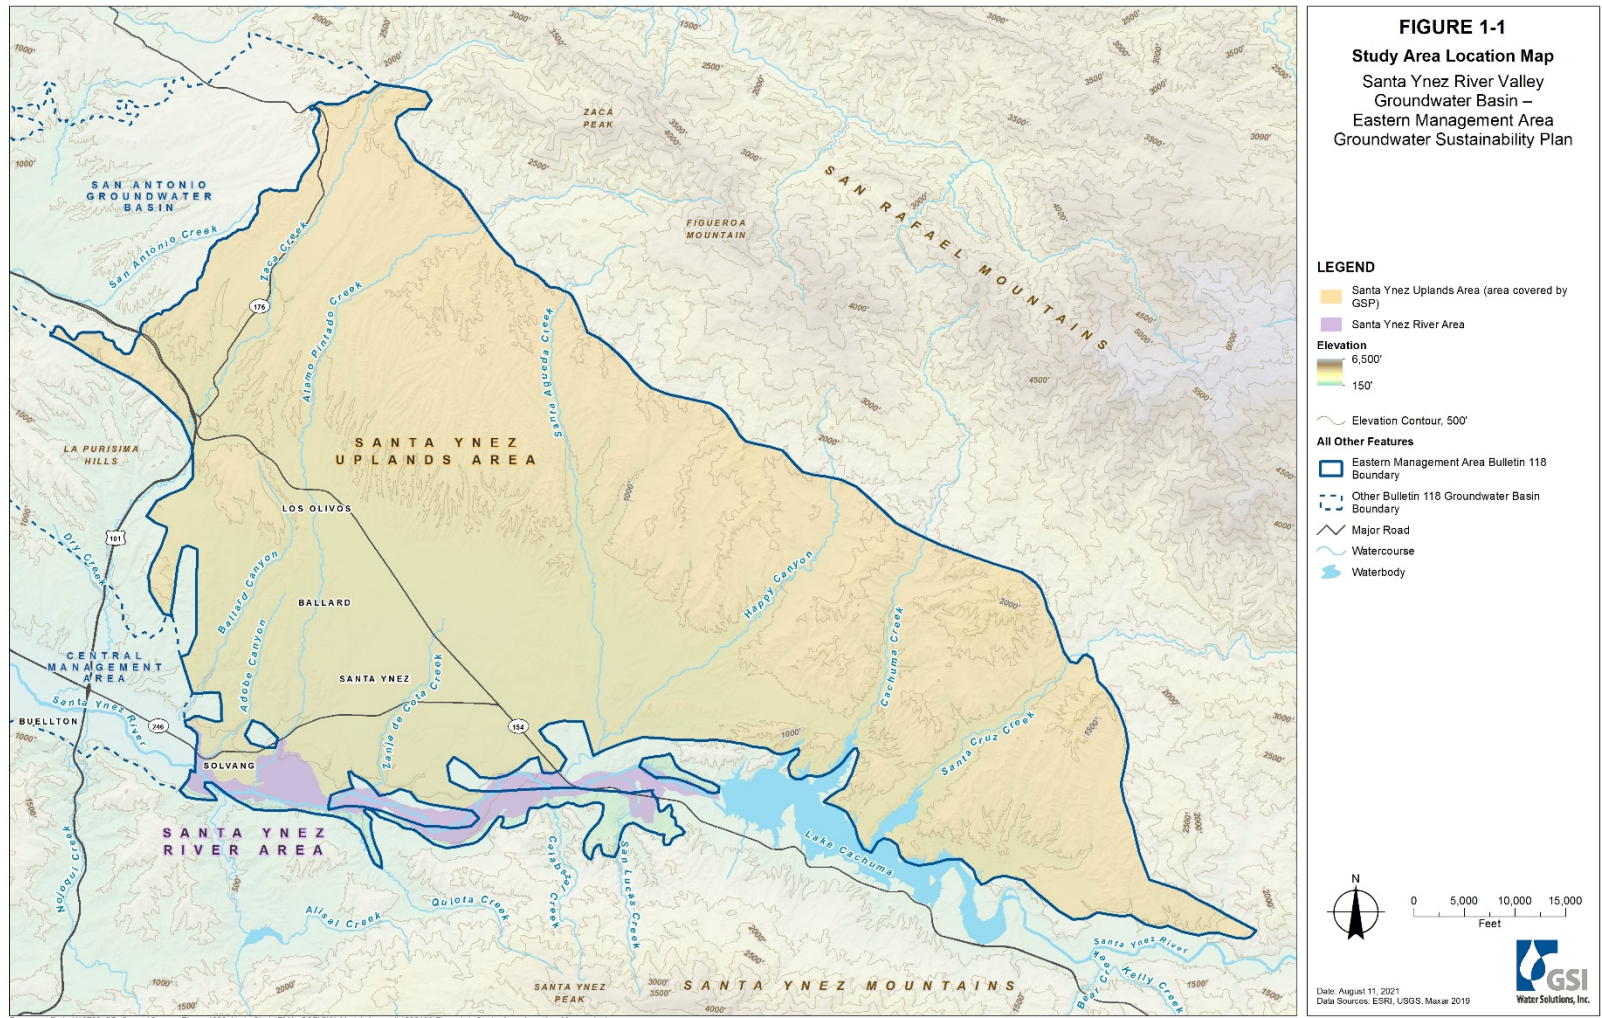 FIGURE 1-1
Study Area Location Map
Santa Ynez River Valley
Groundwater Basin –
Eastern Management Area
Groundwater Sustainability Plan
LEGEND
Santa Ynez Uplands Area (area covered by
GSP)
Santa Ynez River Area
Elevation
6,500'
150'
Elevation Contour, 500'
All Other Features
Eastern Management Area Bulletin 118
Boundary
Other Bulletin 118 Groundwater Basin
Boundary
Major Road
Watercourse
Waterbody
N
0 5,000 10,000 15,000
Feet
Date: August 11, 2021
Data Sources: ESRI, USGS, Maxar 2019
GSI
Water Solutions, Inc.
ZACA
PEAK
SAN RAFAEL MOUNTAINS
FIGUEROA
MOUNTAIN
SAN ANTONIO
GROUNDWATER
BASIN
San Antonio Creek
Zaca Creek
176
Alamo Pintado Creek
Santa Agueda Creek
LA PURISIMA
HILLS
SANTA YNEZ
UPLANDS AREA
LOS OLIVOS
101
Dry Creek
Ballard Canyon
BALLARD
Happy Canyon
Adobe Canyon
CENTRAL
MANAGEMENT
AREA
SANTA YNEZ
Zanja de Cota Creek
Cachuma Creek
Santa Cruz Creek
Santa Ynez River
BUELLTON
246
154
SOLVANG
SANTA YNEZ
RIVER AREA
Nojoqui Creek
Alisal Creek
Quiota Creek
Calabazal Creek
San Lucas Creek
Lake Cachuma
Santa Ynez River
Kelly Creek
SANTA YNEZ
PEAK
SANTA YNEZ MOUNTAINS